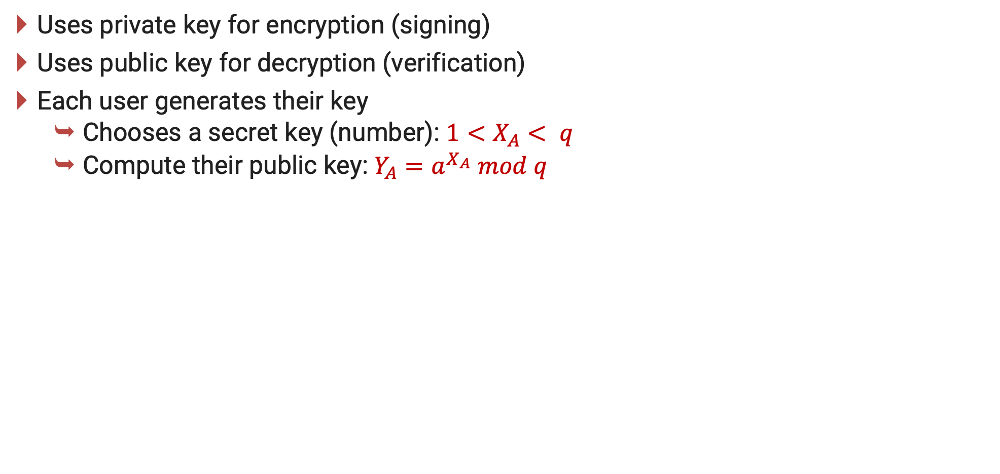 Uses private key for encryption (signing)
Uses public key for decryption (verification)
Each user generates their key
Chooses a secret key (number): 1 < X_A < q
Compute their public key: Y_A = a^{X_A} mod q